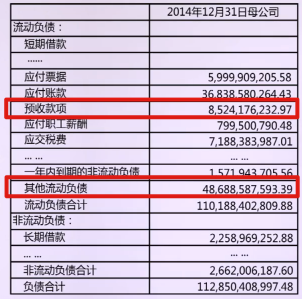 2014年12月31日母公司
流动负债：
短期借款
......
应付票据 5,999,909,205.58
应付账款 36,838,580,264.43
预收款项 8,524,176,232.97
应付职工薪酬 799,500,790.48
应交税费 7,188,383,987.01
... ... ... ...
一年内到期的非流动负债 1,571,943,705.56
其他流动负债 48,688,587,593.39
流动负债合计 110,188,402,809.88
非流动负债：
长期借款 2,258,969,252.88
... ... ... ...
非流动负债合计 2,662,006,187.60
负债合计 112,850,408,997.48